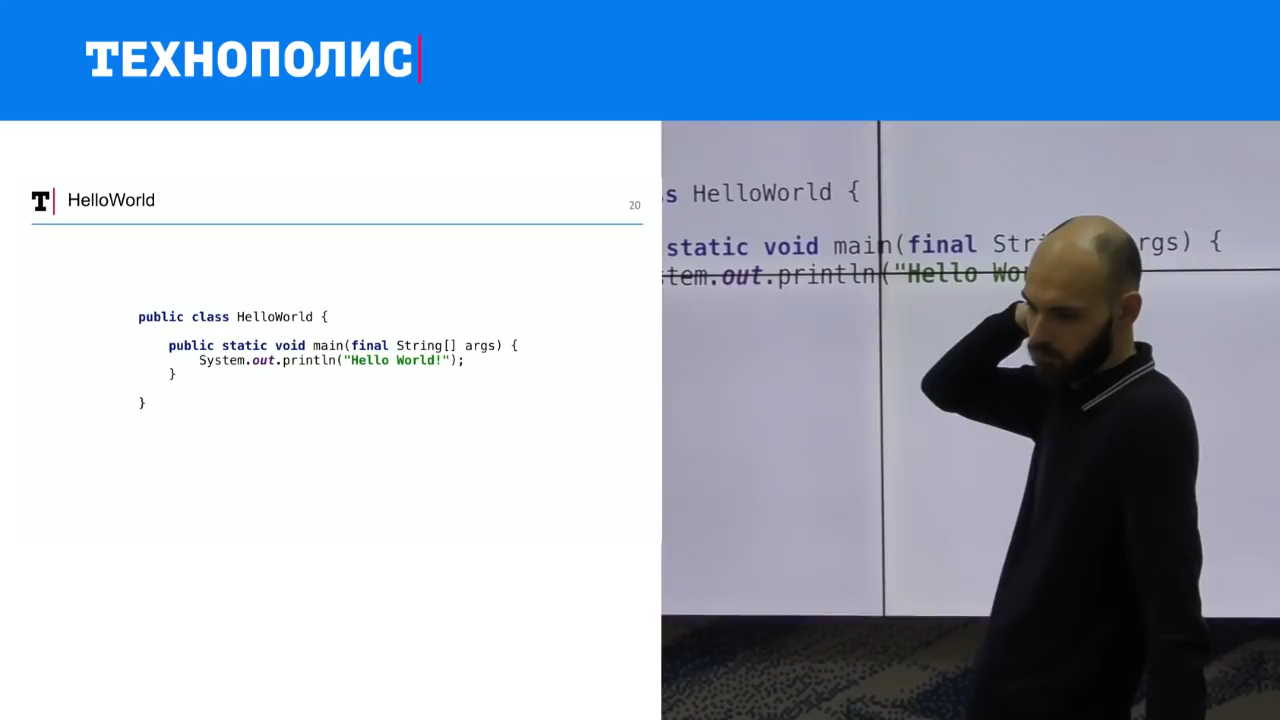 ТЕХНОПОЛИС
T HelloWorld
20
public class HelloWorld {
public static void main(final String[] args) {
System.out.println("Hello World!");
}
}
s HelloWorld {
static void main(final Stri rgs) {
tem.out.println("Hello Wor